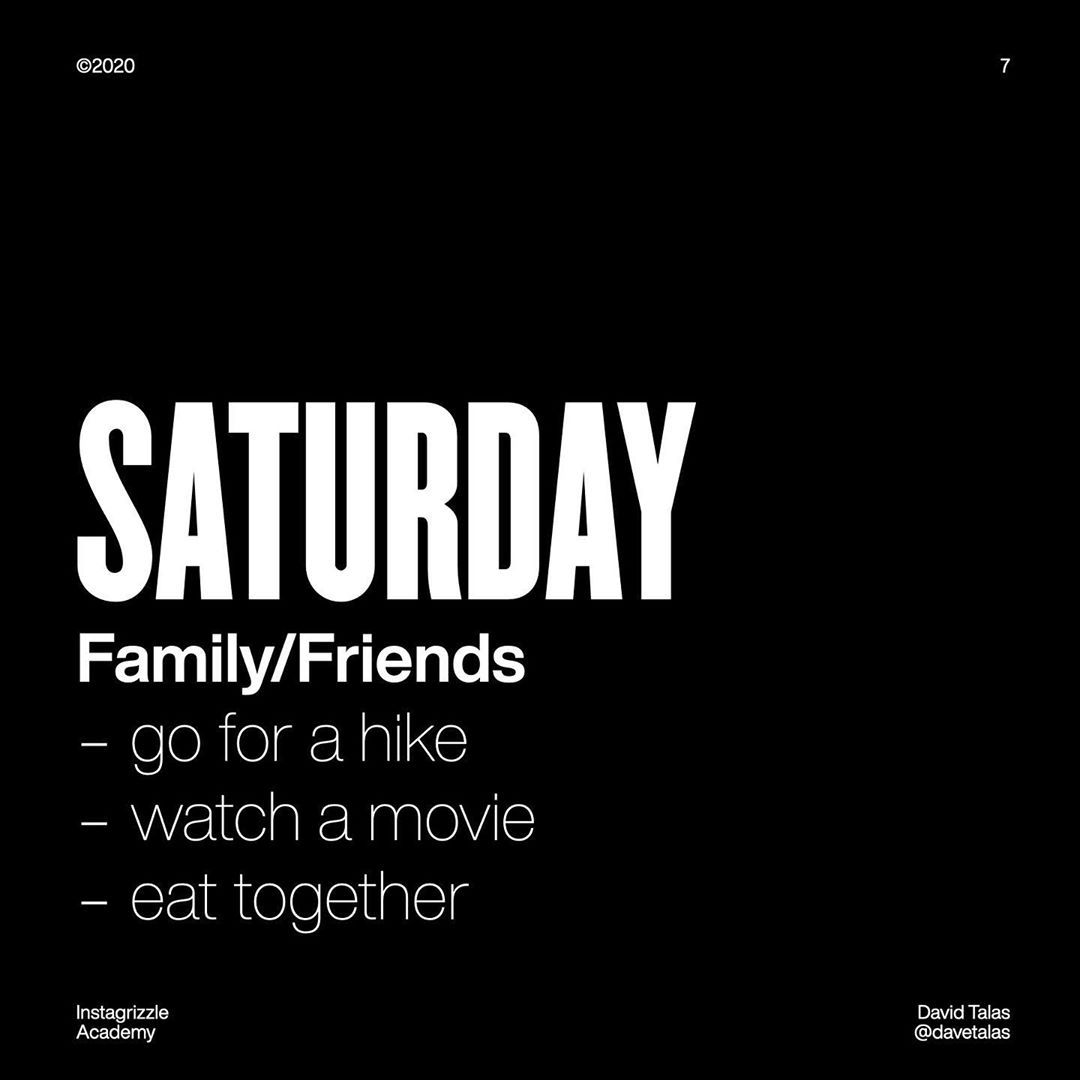 ©2020
7
SATURDAY
Family/Friends
– go for a hike
– watch a movie
– eat together
Instagrizzle
Academy
David Talas
@davetalas